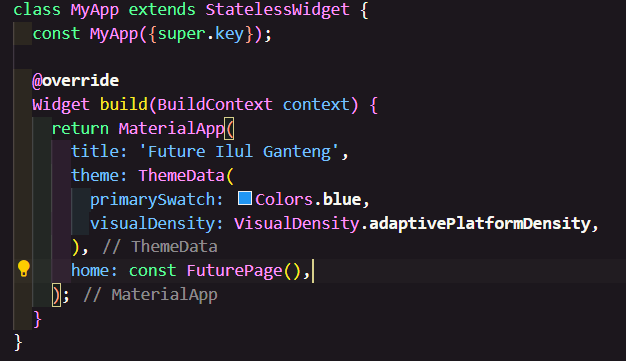 class MyApp extends StatelessWidget {
  const MyApp({super.key});
  @override
  Widget build(BuildContext context) {
    return MaterialApp(
      title: 'Future Ilul Ganteng',
      theme: ThemeData(
        primarySwatch: Colors.blue,
        visualDensity: VisualDensity.adaptivePlatformDensity,
      ), // ThemeData
      home: const FuturePage(),
    ); // MaterialApp
  }
}